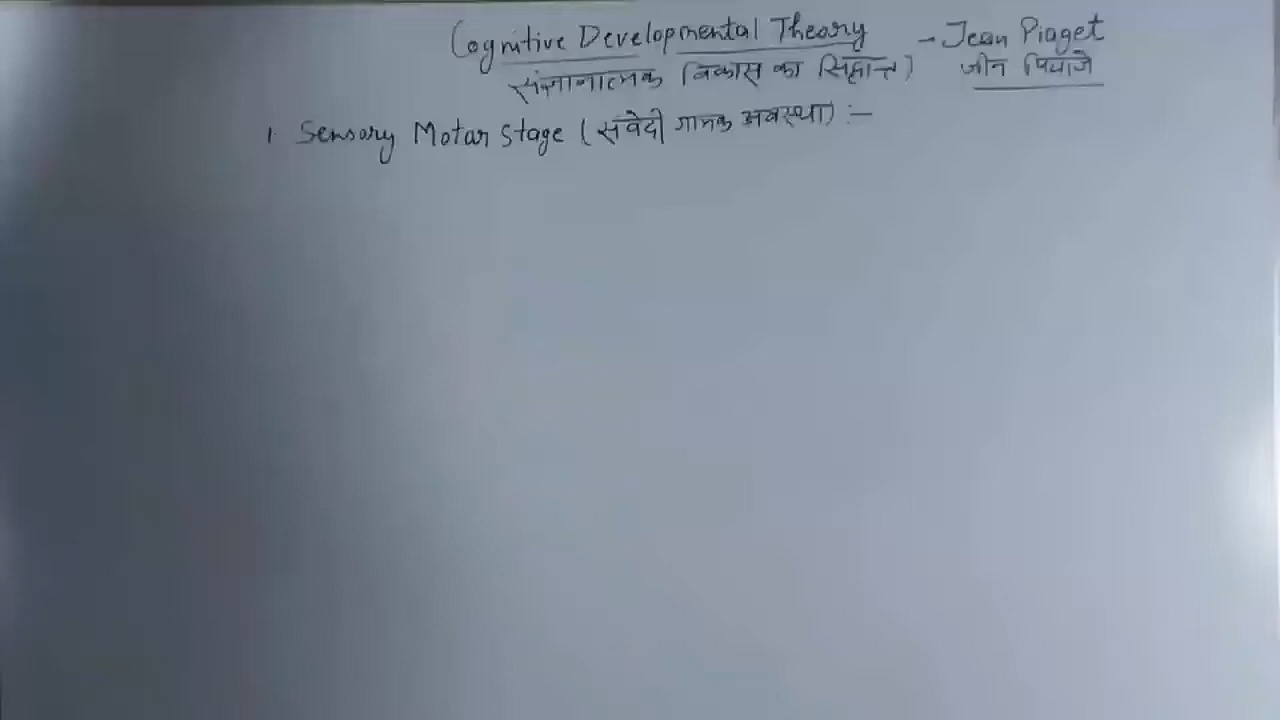 Cognitive Developmental Theory - Jean Piaget
संज्ञानात्मक विकास का सिद्धान्त) जीन पियाजे
1. Sensory Motar Stage (संवेदी गामक अवस्था) :-